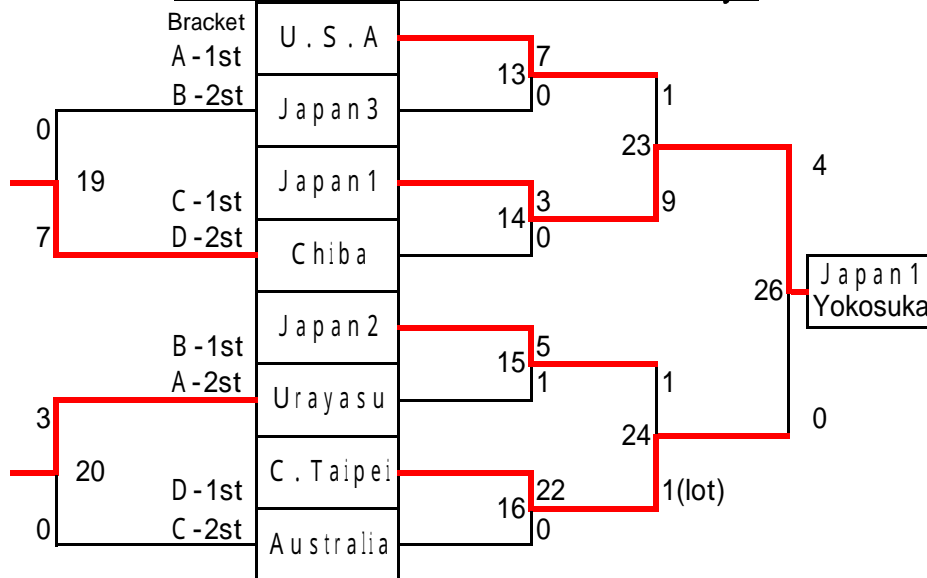 Bracket
A-1st
U.S.A
7
13
B-2st
0
Japan3
1
0
23
4
19
Japan1
C-1st
3
9
14
7
D-2st
0
Chiba
26
Japan1
Yokosuka
Japan2
B-1st
5
15
A-2st
1
1
Urayasu
3
0
24
20
C.Taipei
D-1st
22
1(lot)
16
0
C-2st
0
Australia